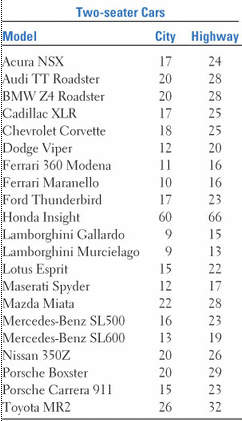 Two-seater Cars
Model City Highway
Acura NSX 17 24
Audi TT Roadster 20 28
BMW Z4 Roadster 20 28
Cadillac XLR 17 25
Chevrolet Corvette 18 25
Dodge Viper 12 20
Ferrari 360 Modena 11 16
Ferrari Maranello 10 16
Ford Thunderbird 17 23
Honda Insight 60 66
Lamborghini Gallardo 9 15
Lamborghini Murcielago 9 13
Lotus Esprit 15 22
Maserati Spyder 12 17
Mazda Miata 22 28
Mercedes-Benz SL500 16 23
Mercedes-Benz SL600 13 19
Nissan 350Z 20 26
Porsche Boxster 20 29
Porsche Carrera 911 15 23
Toyota MR2 26 32